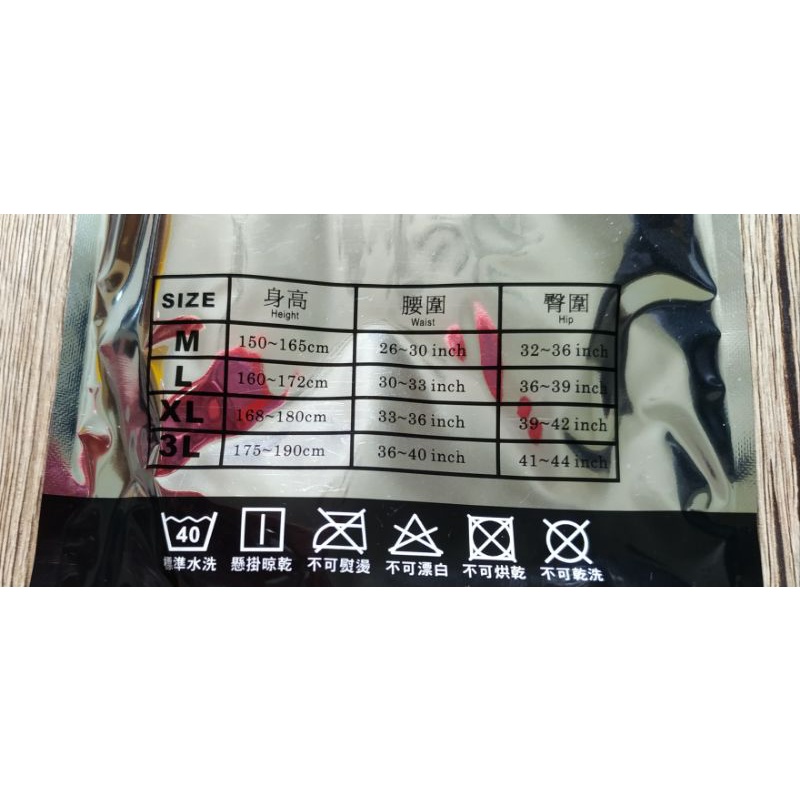 SIZE 身高 腰圍 臀圍
Height Waist Hip
M 150~165cm 26~30 inch 32~36 inch
L 160~172cm 30~33 inch 36~39 inch
XL 168~180cm 33~36 inch 39~42 inch
3L 175~190cm 36~40 inch 41~44 inch
40
標準水洗 懸掛晾乾 不可熨燙 不可漂白 不可烘乾 不可乾洗